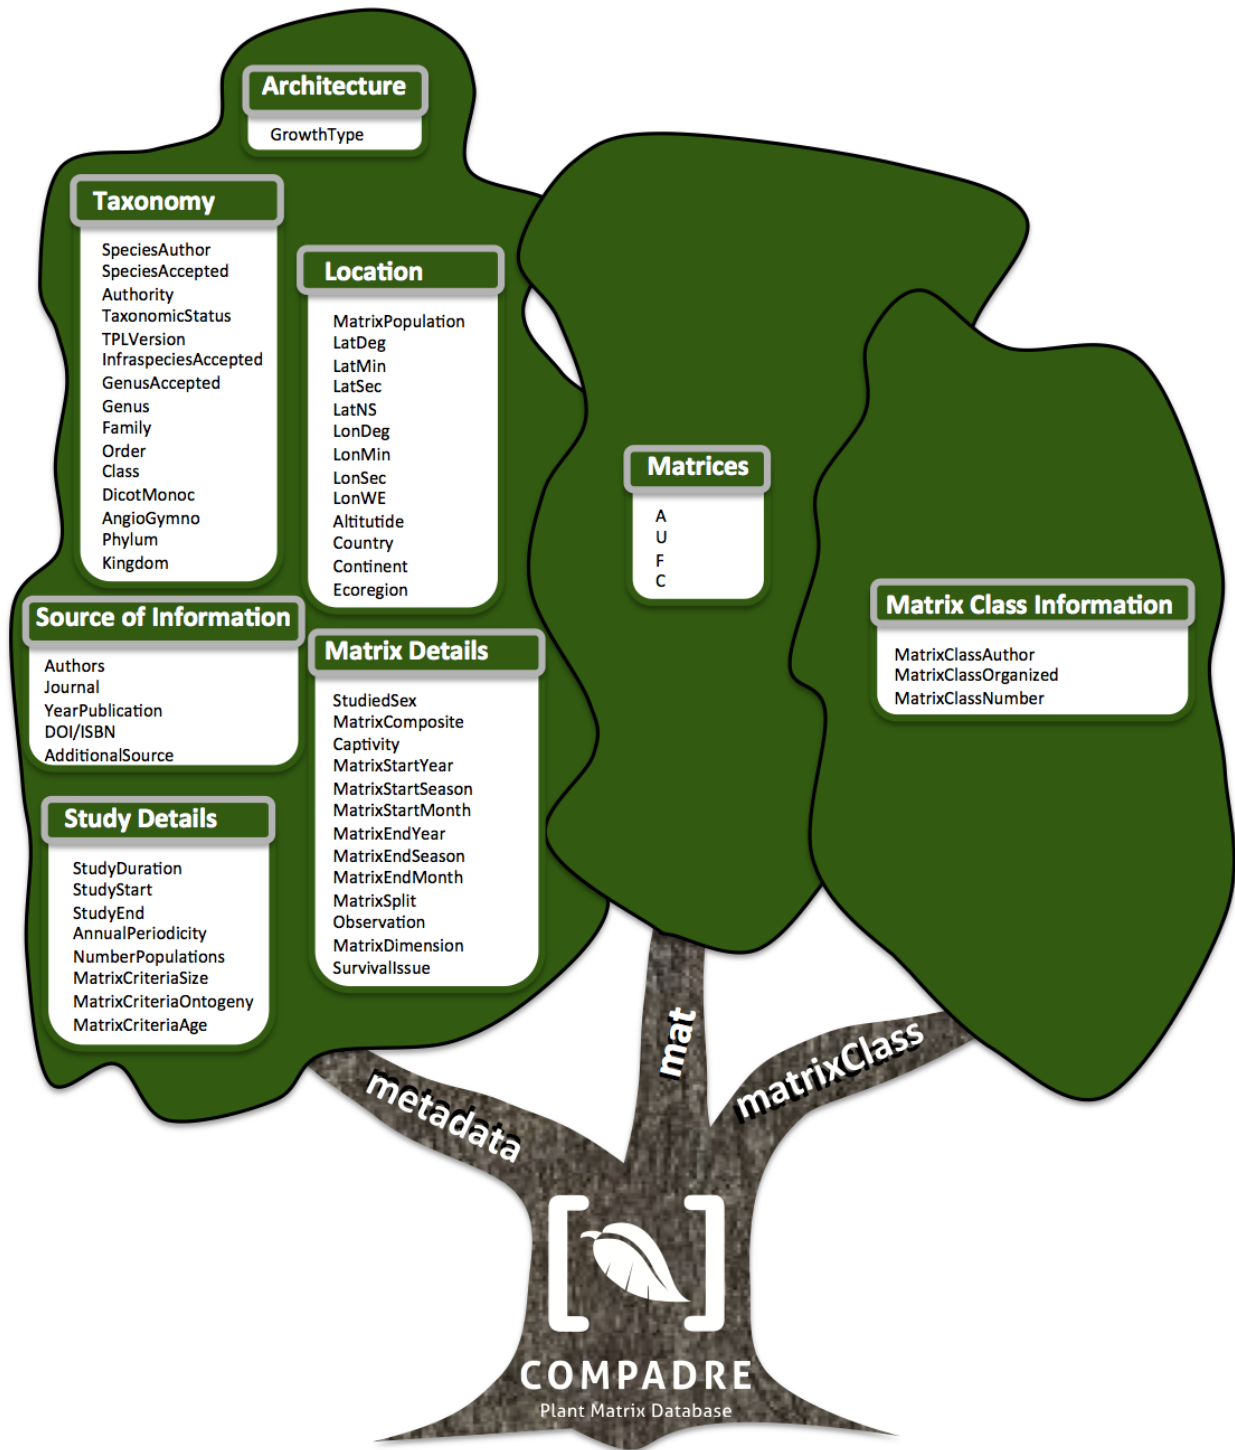 Architecture
GrowthType
Taxonomy
SpeciesAuthor
SpeciesAccepted
Authority
TaxonomicStatus
TPLVersion
InfraspeciesAccepted
GenusAccepted
Genus
Family
Order
Class
DicotMonoc
AngioGymno
Phylum
Kingdom
Location
MatrixPopulation
LatDeg
LatMin
LatSec
LatNS
LonDeg
LonMin
LonSec
LonWE
Altitutide
Country
Continent
Ecoregion
Source of Information
Authors
Journal
YearPublication
DOI/ISBN
AdditionalSource
Matrix Details
StudiedSex
MatrixComposite
Captivity
MatrixStartYear
MatrixStartSeason
MatrixStartMonth
MatrixEndYear
MatrixEndSeason
MatrixEndMonth
MatrixSplit
Observation
MatrixDimension
SurvivalIssue
Study Details
StudyDuration
StudyStart
StudyEnd
AnnualPeriodicity
NumberPopulations
MatrixCriteriaSize
MatrixCriteriaOntogeny
MatrixCriteriaAge
Matrices
A
U
F
C
Matrix Class Information
MatrixClassAuthor
MatrixClassOrganized
MatrixClassNumber
metadata
mat
matrixClass
COMPADRE
Plant Matrix Database